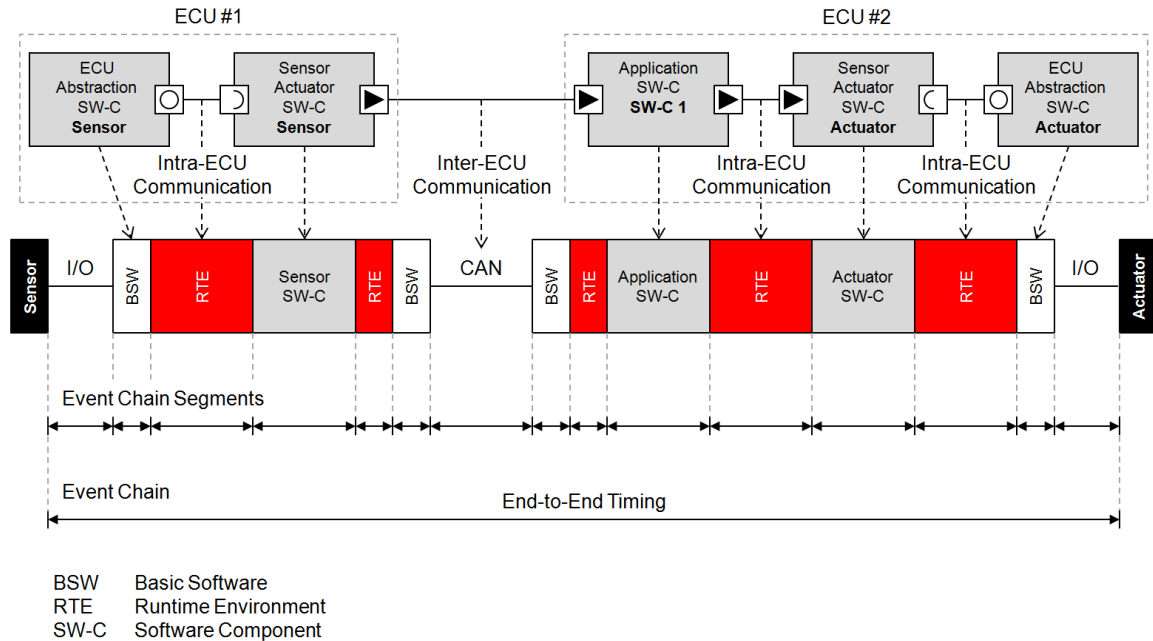 ECU #1
ECU #2
ECU
Abstraction
SW-C
Sensor
Sensor
Actuator
SW-C
Sensor
Application
SW-C
SW-C 1
Sensor
Actuator
SW-C
Actuator
ECU
Abstraction
SW-C
Actuator
Intra-ECU
Communication
Inter-ECU
Communication
Intra-ECU
Communication
Intra-ECU
Communication
Sensor
I/O
BSW
RTE
Sensor
SW-C
RTE
BSW
CAN
BSW
RTE
Application
SW-C
RTE
Actuator
SW-C
RTE
BSW
I/O
Actuator
Event Chain Segments
Event Chain
End-to-End Timing
BSW Basic Software
RTE Runtime Environment
SW-C Software Component